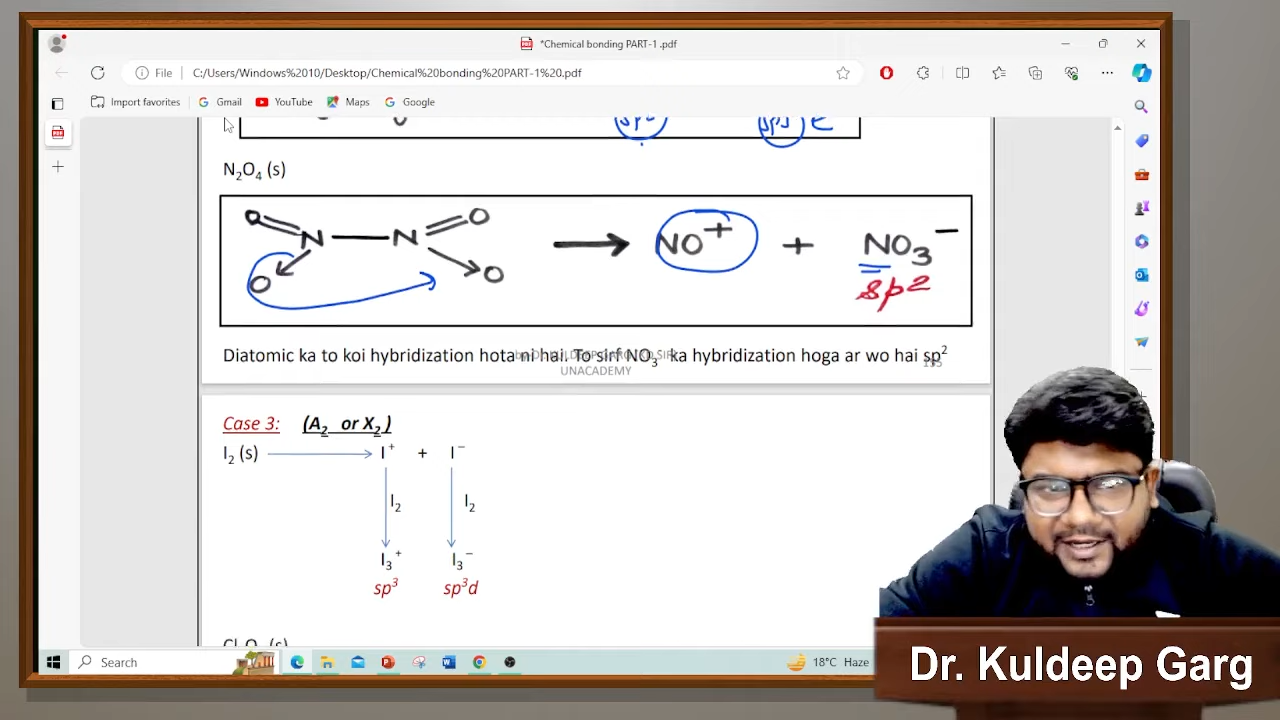 *Chemical bonding PART-1.pdf
File
C:/Users/Windows%2010/Desktop/Chemical%20bonding%20PART-1%20.pdf
Import favorites
Gmail
YouTube
Maps
Google
N₂O₄ (s)
O N N O
O O
NO⁺ + NO₃⁻
sp2
Diatomic ka to koi hybridization hota ni hai. To sirf NO₃⁻ ka hybridization hoga ar wo hai sp²
UNACADEMY
Case 3: (A₂ or X₂)
I₂ (s) I⁺ + I⁻
I₂ I₂
I₃⁺ I₃⁻
sp³ sp³d
Search
18°C Haze
Dr. Kuldeep Garg